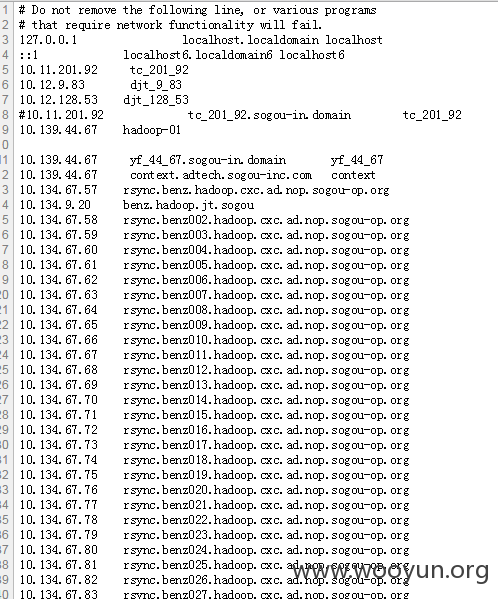 1 # Do not remove the following line, or various programs
2 # that require network functionality will fail.
3 127.0.0.1 localhost.localdomain localhost
4 ::1 localhost6.localdomain6 localhost6
5 10.11.201.92 tc_201_92
6 10.12.9.83 djt_9_83
7 10.12.128.53 djt_128_53
8 #10.11.201.92 tc_201_92.sogou-in.domain tc_201_92
9 10.139.44.67 hadoop-01
0
1 10.139.44.67 yf_44_67.sogou-in.domain yf_44_67
2 10.139.44.67 context.adtech.sogou-inc.com context
3 10.134.67.57 rsync.benz.hadoop.cxc.ad.nop.sogou-op.org
4 10.134.9.20 benz.hadoop.jt.sogou
5 10.134.67.58 rsync.benz002.hadoop.cxc.ad.nop.sogou-op.org
6 10.134.67.59 rsync.benz003.hadoop.cxc.ad.nop.sogou-op.org
7 10.134.67.60 rsync.benz004.hadoop.cxc.ad.nop.sogou-op.org
8 10.134.67.61 rsync.benz005.hadoop.cxc.ad.nop.sogou-op.org
9 10.134.67.62 rsync.benz006.hadoop.cxc.ad.nop.sogou-op.org
20 10.134.67.63 rsync.benz007.hadoop.cxc.ad.nop.sogou-op.org
21 10.134.67.64 rsync.benz008.hadoop.cxc.ad.nop.sogou-op.org
22 10.134.67.65 rsync.benz009.hadoop.cxc.ad.nop.sogou-op.org
23 10.134.67.66 rsync.benz010.hadoop.cxc.ad.nop.sogou-op.org
24 10.134.67.67 rsync.benz011.hadoop.cxc.ad.nop.sogou-op.org
25 10.134.67.68 rsync.benz012.hadoop.cxc.ad.nop.sogou-op.org
26 10.134.67.69 rsync.benz013.hadoop.cxc.ad.nop.sogou-op.org
27 10.134.67.70 rsync.benz014.hadoop.cxc.ad.nop.sogou-op.org
28 10.134.67.71 rsync.benz015.hadoop.cxc.ad.nop.sogou-op.org
29 10.134.67.72 rsync.benz016.hadoop.cxc.ad.nop.sogou-op.org
30 10.134.67.73 rsync.benz017.hadoop.cxc.ad.nop.sogou-op.org
31 10.134.67.74 rsync.benz018.hadoop.cxc.ad.nop.sogou-op.org
32 10.134.67.75 rsync.benz019.hadoop.cxc.ad.nop.sogou-op.org
33 10.134.67.76 rsync.benz020.hadoop.cxc.ad.nop.sogou-op.org
34 10.134.67.77 rsync.benz021.hadoop.cxc.ad.nop.sogou-op.org
35 10.134.67.78 rsync.benz022.hadoop.cxc.ad.nop.sogou-op.org
36 10.134.67.79 rsync.benz023.hadoop.cxc.ad.nop.sogou-op.org
37 10.134.67.80 rsync.benz024.hadoop.cxc.ad.nop.sogou-op.org
38 10.134.67.81 rsync.benz025.hadoop.cxc.ad.nop.sogou-op.org
39 10.134.67.82 rsync.benz026.hadoop.cxc.ad.nop.sogou-op.org
40 10.134.67.83 rsync.benz027.hadoop.cxc.ad.nop.sogou-op.org
www.wooyun.org